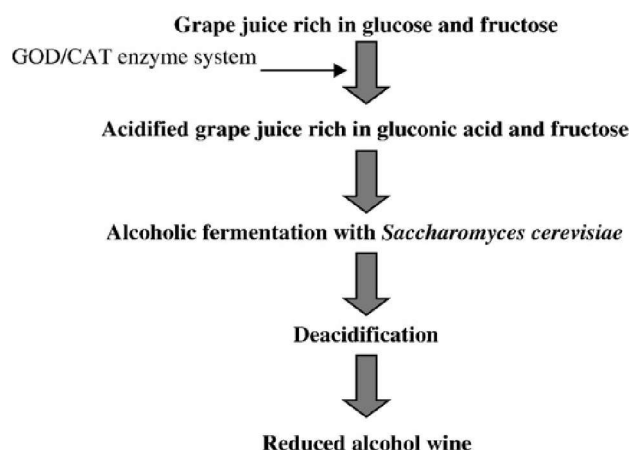 Grape juice rich in glucose and fructose
GOD/CAT enzyme system
Acidified grape juice rich in gluconic acid and fructose
Alcoholic fermentation with Saccharomyces cerevisiae
Deacidification
Reduced alcohol wine